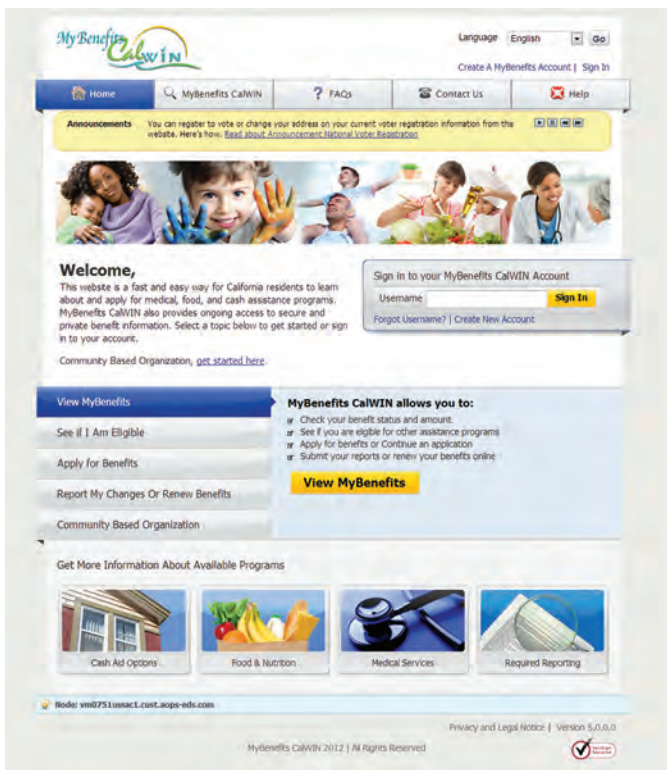 My Benefits CalWIN
Language English Go
Create A MyBenefits Account | Sign In
Home MyBenefits CalWIN ? FAQs Contact Us Help
Announcements You can register to vote or change your address on your current voter registration information from this
website. Here's how. Read about Announcement National Voter Registration
Welcome,
This website is a fast and easy way for California
residents to learn
about and apply for medical, food, and cash assistance programs.
MyBenefits CalWIN also provides ongoing access to secure and
private benefit information. Select a topic below to get started or sign
in to your account.
Community Based Organization, get started here.
Sign in to your MyBenefits CalWIN Account
Username Sign In
Forgot Username? | Create New Account
View MyBenefits
See if I Am Eligible
Apply for Benefits
Report My Changes Or Renew Benefits
Community Based Organization
MyBenefits CalWIN allows you to:
Check your benefit status and amount
See if you are eligible for other assistance programs
Apply for benefits or Continue an application
Submit your reports or renew your benefits online
View MyBenefits
Get More Information About Available Programs
Cash Aid Options Food & Nutrition Medical Services Required Reporting
Node: vm0751ussac1.cust.aops-eds.com
Privacy and Legal Notice | Version 5.0.0.0
MyBenefits CalWIN 2012 | All Rights Reserved